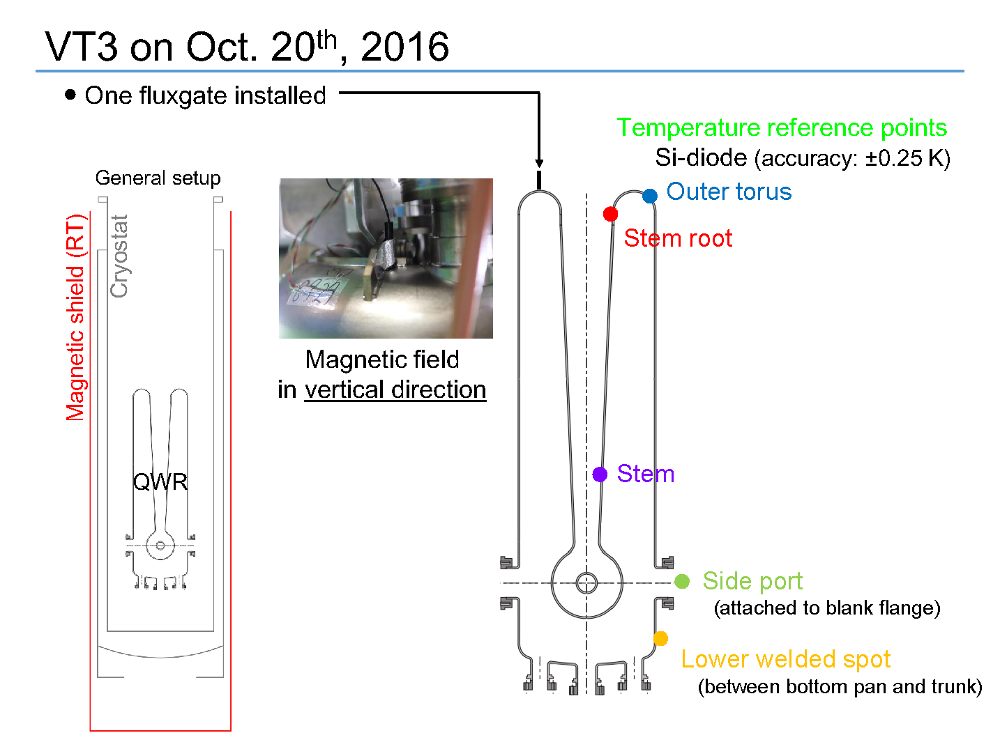 VT3 on Oct. 20th, 2016
● One fluxgate installed
Temperature reference points
Si-diode (accuracy: ±0.25 K)
General setup
Outer torus
Stem root
Magnetic shield (RT)
Cryostat
Magnetic field
in vertical direction
QWR
Stem
Side port
(attached to blank flange)
Lower welded spot
(between bottom pan and trunk)